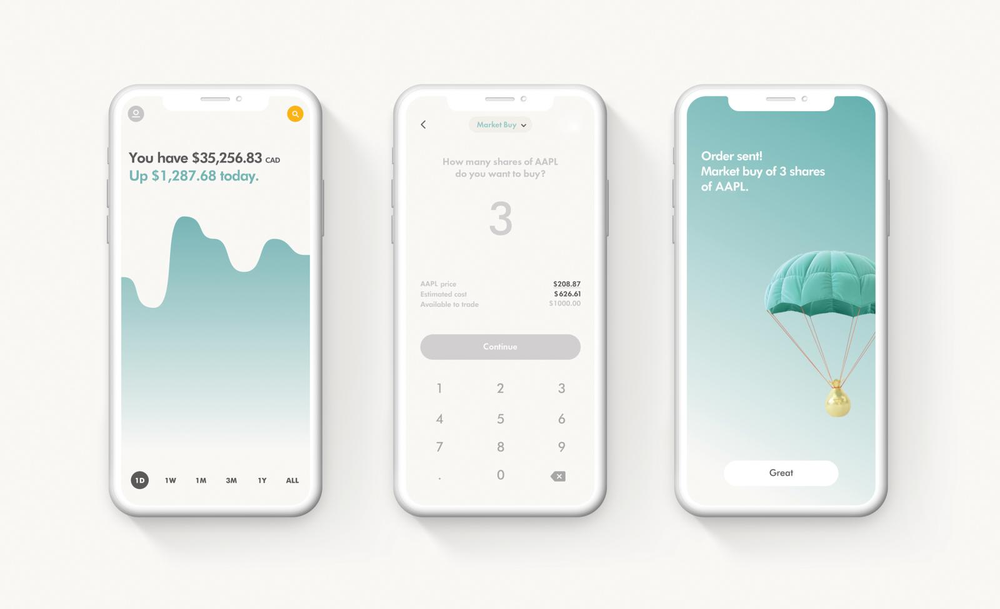 You have $35,256.83 CAD
Up $1,287.68 today.
1D 1W 1M 3M 1Y ALL
Market Buy
How many shares of AAPL
do you want to buy?
3
AAPL price $208.87
Estimated cost $626.61
Available to trade $1000.00
Continue
1 2 3
4 5 6
7 8 9
. 0
Order sent!
Market buy of 3 shares
of AAPL.
Great